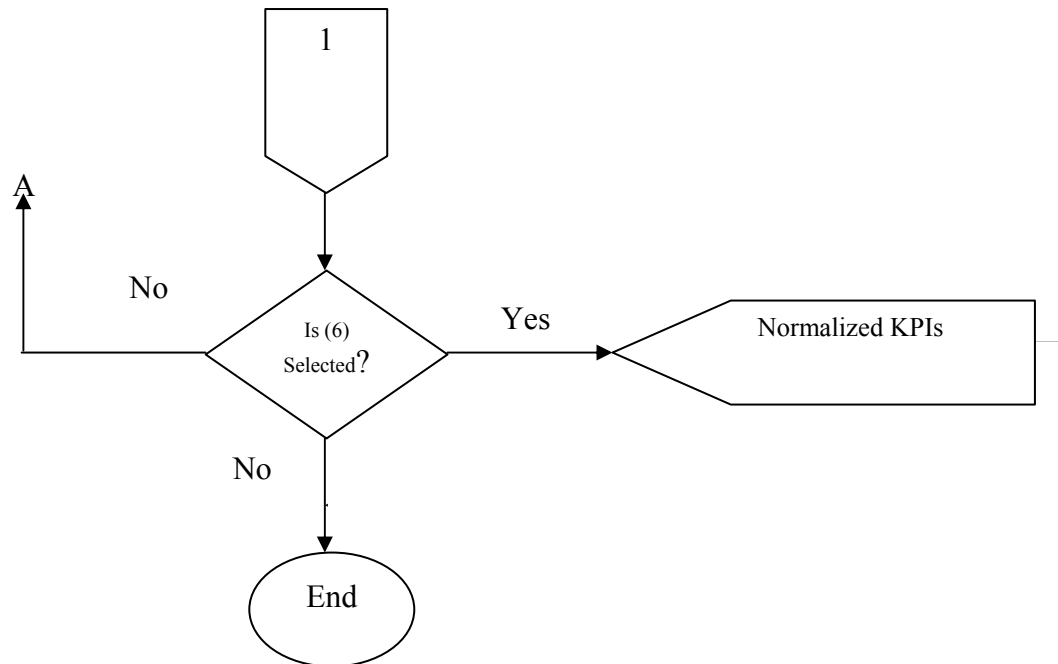 1
A
No
Is (6)
Selected?
Yes
Normalized KPIs
No
End